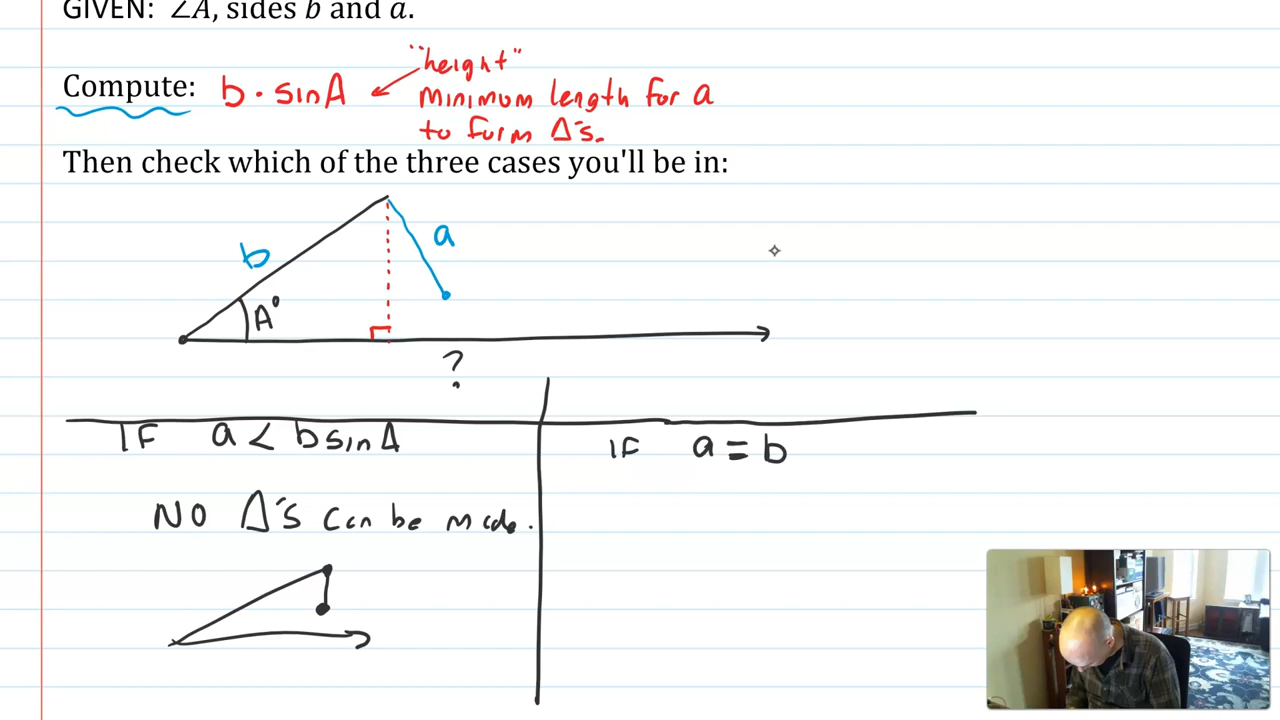 GIVEN: ∠A, sides b and a.
"height"
Compute: b · sinA
minimum length for a
to form Δ's.
Then check which of the three cases you'll be in:
b
a
A°
?
IF a < b sinA
IF a = b
NO Δ's can be made.